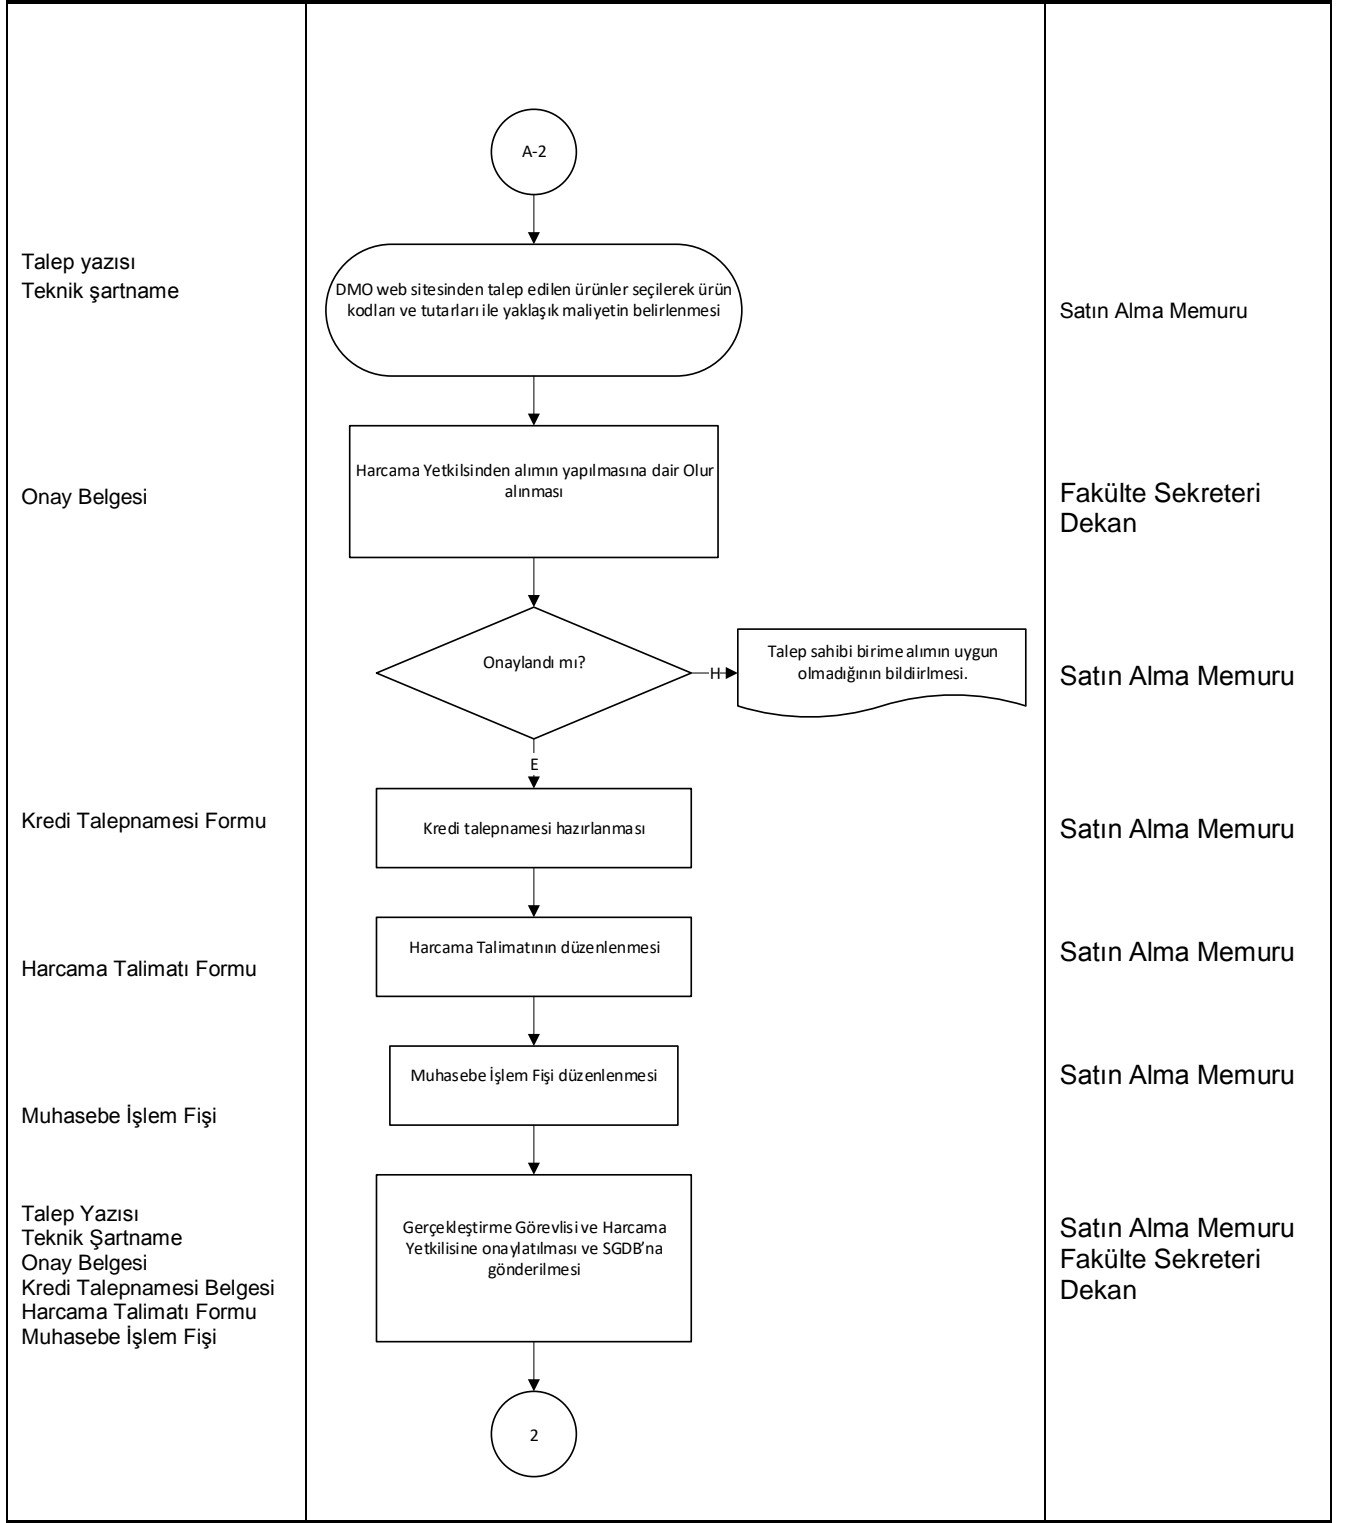 A-2
Talep yazısı
Teknik şartname
DMO web sitesinden talep edilen ürünler seçilerek ürün
kodları ve tutarları ile yaklaşık maliyetin belirlenmesi
Satın Alma Memuru
Onay Belgesi
Harcama Yetkilsinden alımın yapılmasına dair Olur
alınması
Fakülte Sekreteri
Dekan
Onaylandı mı?
H
Talep sahibi birime alımın uygun
olmadığının bildiirlmesi.
Satın Alma Memuru
E
Kredi Talepnamesi Formu
Kredi talepnamesi hazırlanması
Satın Alma Memuru
Harcama Talimatı Formu
Harcama Talimatının düzenlenmesi
Satın Alma Memuru
Muhasebe İşlem Fişi
Muhasebe İşlem Fişi düzenlenmesi
Satın Alma Memuru
Talep Yazısı
Teknik Şartname
Onay Belgesi
Kredi Talepnamesi Belgesi
Harcama Talimatı Formu
Muhasebe İşlem Fişi
Gerçekleştirme Görevlisi ve Harcama
Yetkilisine onaylatılması ve SGDB’na
gönderilmesi
Satın Alma Memuru
Fakülte Sekreteri
Dekan
2